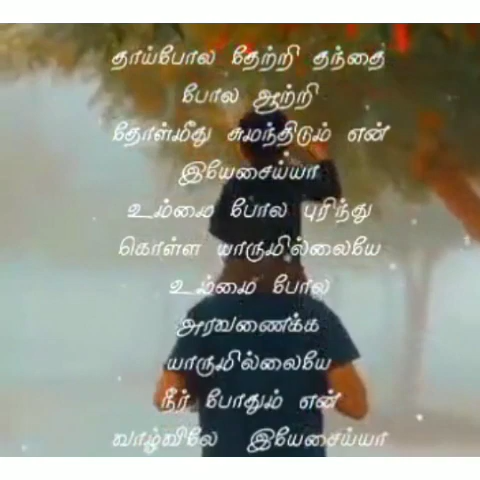 தாய்போல தேற்றி தந்தை
போல ஆற்றி
தோள்மீது சுமந்திடும் என்
இயேசைய்யா
உம்மை போல புரிந்து
கொள்ள யாருமில்லையே
உம்மை போல
அரவணைக்க
யாருமில்லையே
நீர் போதும் என்
வாழ்விலே இயேசைய்யா